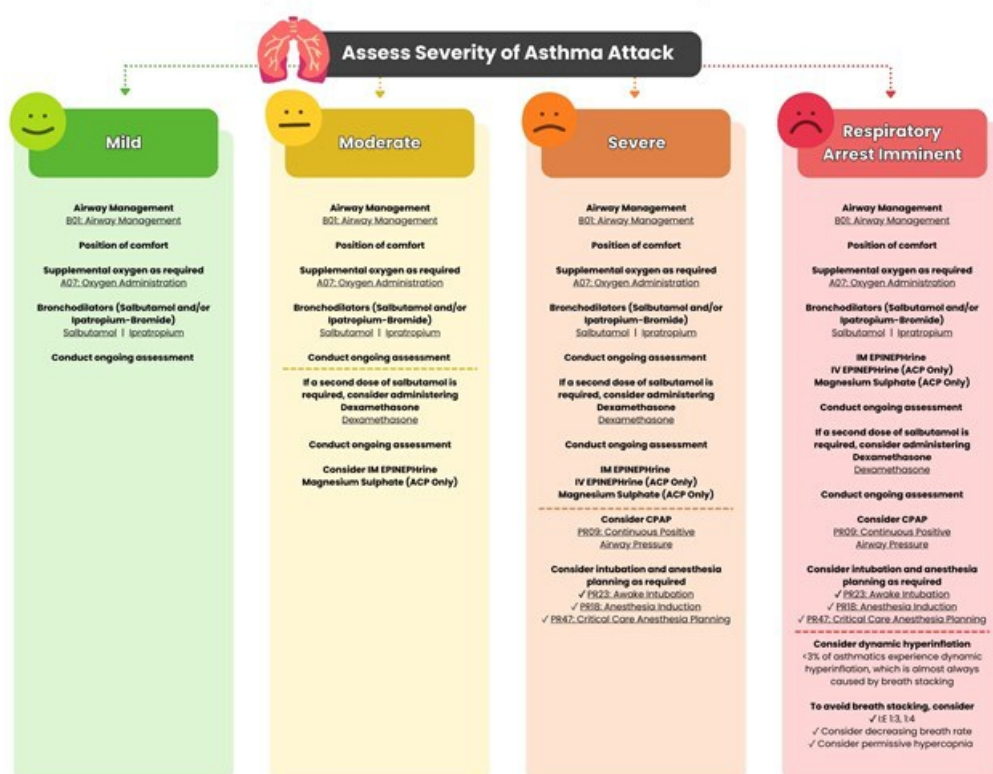 Assess Severity of Asthma Attack
Mild
Airway Management
B01: Airway Management
Position of comfort
Supplemental oxygen as required
A07: Oxygen Administration
Bronchodilators (Salbutamol and/or
Ipatropium-Bromide)
Salbutamol | Ipratropium
Conduct ongoing assessment
Moderate
Airway Management
B01: Airway Management
Position of comfort
Supplemental oxygen as required
A07: Oxygen Administration
Bronchodilators (Salbutamol and/or
Ipatropium-Bromide)
Salbutamol | Ipratropium
Conduct ongoing assessment
If a second dose of salbutamol is
required, consider administering
Dexamethasone
Dexamethasone
Conduct ongoing assessment
Consider IM EPINEPHrine
Magnesium Sulphate (ACP Only)
Severe
Airway Management
B01: Airway Management
Position of comfort
Supplemental oxygen as required
A07: Oxygen Administration
Bronchodilators (Salbutamol and/or
Ipatropium-Bromide)
Salbutamol | Ipratropium
Conduct ongoing assessment
If a second dose of salbutamol is
required, consider administering
Dexamethasone
Dexamethasone
Conduct ongoing assessment
IM EPINEPHrine
IV EPINEPHrine (ACP Only)
Magnesium Sulphate (ACP Only)
Consider CPAP
PR09: Continuous Positive
Airway Pressure
Consider intubation and anesthesia
planning as required
✓ PR23: Awake Intubation
✓ PR18: Anesthesia Induction
✓ PR47: Critical Care Anesthesia Planning
Respiratory
Arrest Imminent
Airway Management
B01: Airway Management
Position of comfort
Supplemental oxygen as required
A07: Oxygen Administration
Bronchodilators (Salbutamol and/or
Ipatropium-Bromide)
Salbutamol | Ipratropium
IM EPINEPHrine
IV EPINEPHrine (ACP Only)
Magnesium Sulphate (ACP Only)
Conduct ongoing assessment
If a second dose of salbutamol is
required, consider administering
Dexamethasone
Dexamethasone
Conduct ongoing assessment
Consider CPAP
PR09: Continuous Positive
Airway Pressure
Consider intubation and anesthesia
planning as required
✓ PR23: Awake Intubation
✓ PR18: Anesthesia Induction
✓ PR47: Critical Care Anesthesia Planning
Consider dynamic hyperinflation
<3% of asthmatics experience dynamic
hyperinflation, which is almost always
caused by breath stacking
To avoid breath stacking, consider
✓ I:E 1:3, 1:4
✓ Consider decreasing breath rate
✓ Consider permissive hypercapnia